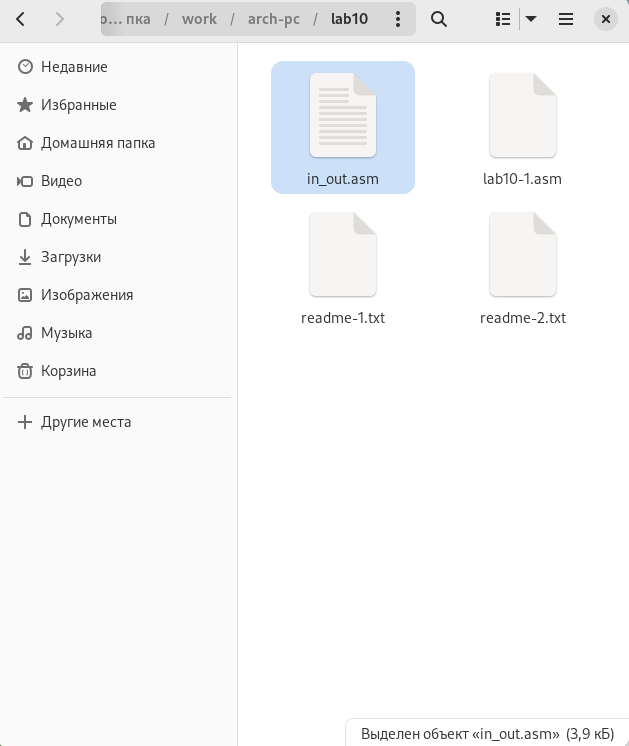 пка / work / arch-pc / lab10
Недавние
Избранные
Домашняя папка
Видео
Документы
Загрузки
Изображения
Музыка
Корзина
Другие места
in_out.asm
lab10-1.asm
readme-1.txt
readme-2.txt
Выделен объект «in_out.asm» (3,9 кБ)